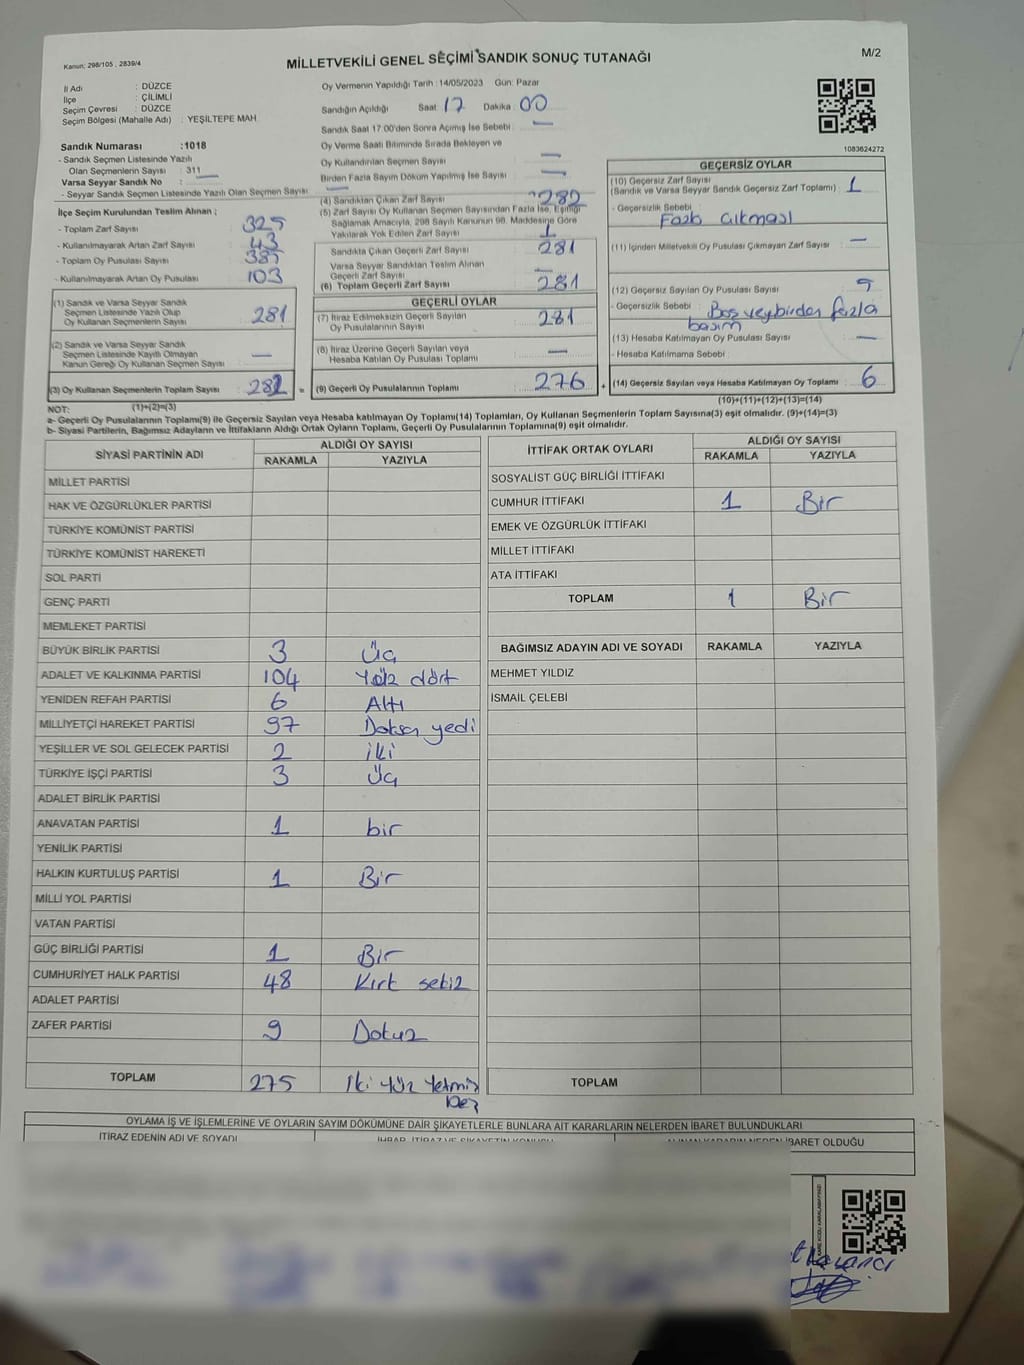 Kanun: 298/105 , 2839/4
MİLLETVEKİLİ GENEL SEÇİMİ SANDIK SONUÇ TUTANAĞI
M/2
İl Adı : DÜZCE
İlçe : ÇİLİMLİ
Seçim Çevresi : DÜZCE
Seçim Bölgesi (Mahalle Adı) : YEŞİLTEPE MAH
Sandık Numarası :1018
- Sandık Seçmen Listesinde Yazılı
Olan Seçmenlerin Sayısı : 311
Varsa Seyyar Sandık No : —
- Seyyar Sandık Seçmen Listesinde Yazılı Olan Seçmen Sayısı : —
İlçe Seçim Kurulundan Teslim Alınan ;
- Toplam Zarf Sayısı : 325
- Kullanılmayarak Artan Zarf Sayısı : 43
- Toplam Oy Pusulası Sayısı : 385
- Kullanılmayarak Artan Oy Pusulası : 103
(1) Sandık ve Varsa Seyyar Sandık
Seçmen Listesinde Yazılı Olup
Oy Kullanan Seçmenlerin Sayısı : 281
(2) Sandık ve Varsa Seyyar Sandık
Seçmen Listesinde Kayıtlı Olmayan
Kanun Gereği Oy Kullanan Seçmen Sayısı : —
(3) Oy Kullanan Seçmenlerin Toplam Sayısı : 282 =
(1)+(2)=(3)
Oy Vermenin Yapıldığı Tarih :14/05/2023 Gün: Pazar
Sandığın Açıldığı Saat 17 Dakika : 00
Sandık Saat 17:00'den Sonra Açılmış İse Sebebi : —
Oy Verme Saati Bitiminde Sırada Bekleyen ve
Oy Kullandırılan Seçmen Sayısı : —
Birden Fazla Sayım Döküm Yapılmış İse Sayısı : —
(4) Sandıktan Çıkan Zarf Sayısı : 282
(5) Zarf Sayısı Oy Kullanan Seçmen Sayısından Fazla İse, Eşitliği
Sağlamak Amacıyla, 298 Sayılı Kanunun 98. Maddesine Göre
Yakılarak Yok Edilen Zarf Sayısı : 1
Sandıkta Çıkan Geçerli Zarf Sayısı : 281
Varsa Seyyar Sandıktan Teslim Alınan
Geçerli Zarf Sayısı : —
(6) Toplam Geçerli Zarf Sayısı : 281
GEÇERLİ OYLAR
(7) İtiraz Edilmeksizin Geçerli Sayılan
Oy Pusulalarının Sayısı : 281
(8) İtiraz Üzerine Geçerli Sayılan veya
Hesaba Katılan Oy Pusulası Toplamı : —
(9) Geçerli Oy Pusulalarının Toplamı : 276 +
1083624272
GEÇERSİZ OYLAR
(10) Geçersiz Zarf Sayısı
(Sandık ve Varsa Seyyar Sandık Geçersiz Zarf Toplamı) : 1
- Geçersizlik Sebebi :
Fazla çıkması
(11) İçinden Milletvekili Oy Pusulası Çıkmayan Zarf Sayısı : —
(12) Geçersiz Sayılan Oy Pusulası Sayısı :
- Geçersizlik Sebebi : Boş veybirden fazla
basım
(13) Hesaba Katılmayan Oy Pusulası Sayısı : —
- Hesaba Katılmama Sebebi :
(14) Geçersiz Sayılan veya Hesaba Katılmayan Oy Toplamı : 6
(10)+(11)+(12)+(13)=(14)
NOT:
a- Geçerli Oy Pusulalarının Toplamı(9) ile Geçersiz Sayılan veya Hesaba katılmayan Oy Toplamı(14) Toplamları, Oy Kullanan Seçmenlerin Toplam Sayısına(3) eşit olmalıdır. (9)+(14)=(3)
b- Siyasi Partilerin, Bağımsız Adayların ve İttifakların Aldığı Ortak Oyların Toplamı, Geçerli Oy Pusulalarının Toplamına(9) eşit olmalıdır.
SİYASİ PARTİNİN ADI ALDIĞI OY SAYISI
RAKAMLA YAZIYLA
MİLLET PARTİSİ
HAK VE ÖZGÜRLÜKLER PARTİSİ
TÜRKİYE KOMÜNİST PARTİSİ
TÜRKİYE KOMÜNİST HAREKETİ
SOL PARTİ
GENÇ PARTİ
MEMLEKET PARTİSİ
BÜYÜK BİRLİK PARTİSİ 3 Üç
ADALET VE KALKINMA PARTİSİ 104 Yüz dört
YENİDEN REFAH PARTİSİ 6 Altı
MİLLİYETÇİ HAREKET PARTİSİ 97 Doksa yedi
YEŞİLLER VE SOL GELECEK PARTİSİ 2 iki
TÜRKİYE İŞÇİ PARTİSİ 3 Üç
ADALET BİRLİK PARTİSİ
ANAVATAN PARTİSİ 1 bir
YENİLİK PARTİSİ
HALKIN KURTULUŞ PARTİSİ 1 Bir
MİLLİ YOL PARTİSİ
VATAN PARTİSİ
GÜÇ BİRLİĞİ PARTİSİ 1 Bir
CUMHURİYET HALK PARTİSİ 48 Kırk sekiz
ADALET PARTİSİ
ZAFER PARTİSİ 9 Dokuz
TOPLAM 275 İki yüz Yetmiş
beş
İTTİFAK ORTAK OYLARI ALDIĞI OY SAYISI
RAKAMLA YAZIYLA
SOSYALİST GÜÇ BİRLİĞİ İTTİFAKI
CUMHUR İTTİFAKI 1 Bir
EMEK VE ÖZGÜRLÜK İTTİFAKI
MİLLET İTTİFAKI
ATA İTTİFAKI
TOPLAM 1 Bir
BAĞIMSIZ ADAYIN ADI VE SOYADI RAKAMLA YAZIYLA
MEHMET YILDIZ
İSMAİL ÇELEBİ
TOPLAM
OYLAMA İŞ VE İŞLEMLERİNE VE OYLARIN SAYIM DÖKÜMÜNE DAİR ŞİKAYETLERLE BUNLARA AİT KARARLARIN NELERDEN İBARET BULUNDUKLARI
İTİRAZ EDENİN ADI VE SOYADI İHBAR, İTİRAZ VE ŞİKAYETİN KONUSU ALINAN KARARIN NEDEN İBARET OLDUĞU